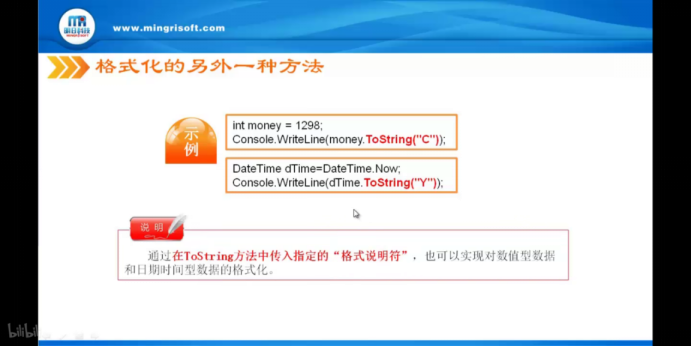 明日科技
www.mingrisoft.com
格式化的另外一种方法
示
例
int money = 1298;
Console.WriteLine(money.ToString("C"));
DateTime dTime=DateTime.Now;
Console.WriteLine(dTime.ToString("Y"));
说 明
通过在ToString方法中传入指定的“格式说明符”，也可以实现对数值型数据
和日期时间型数据的格式化。